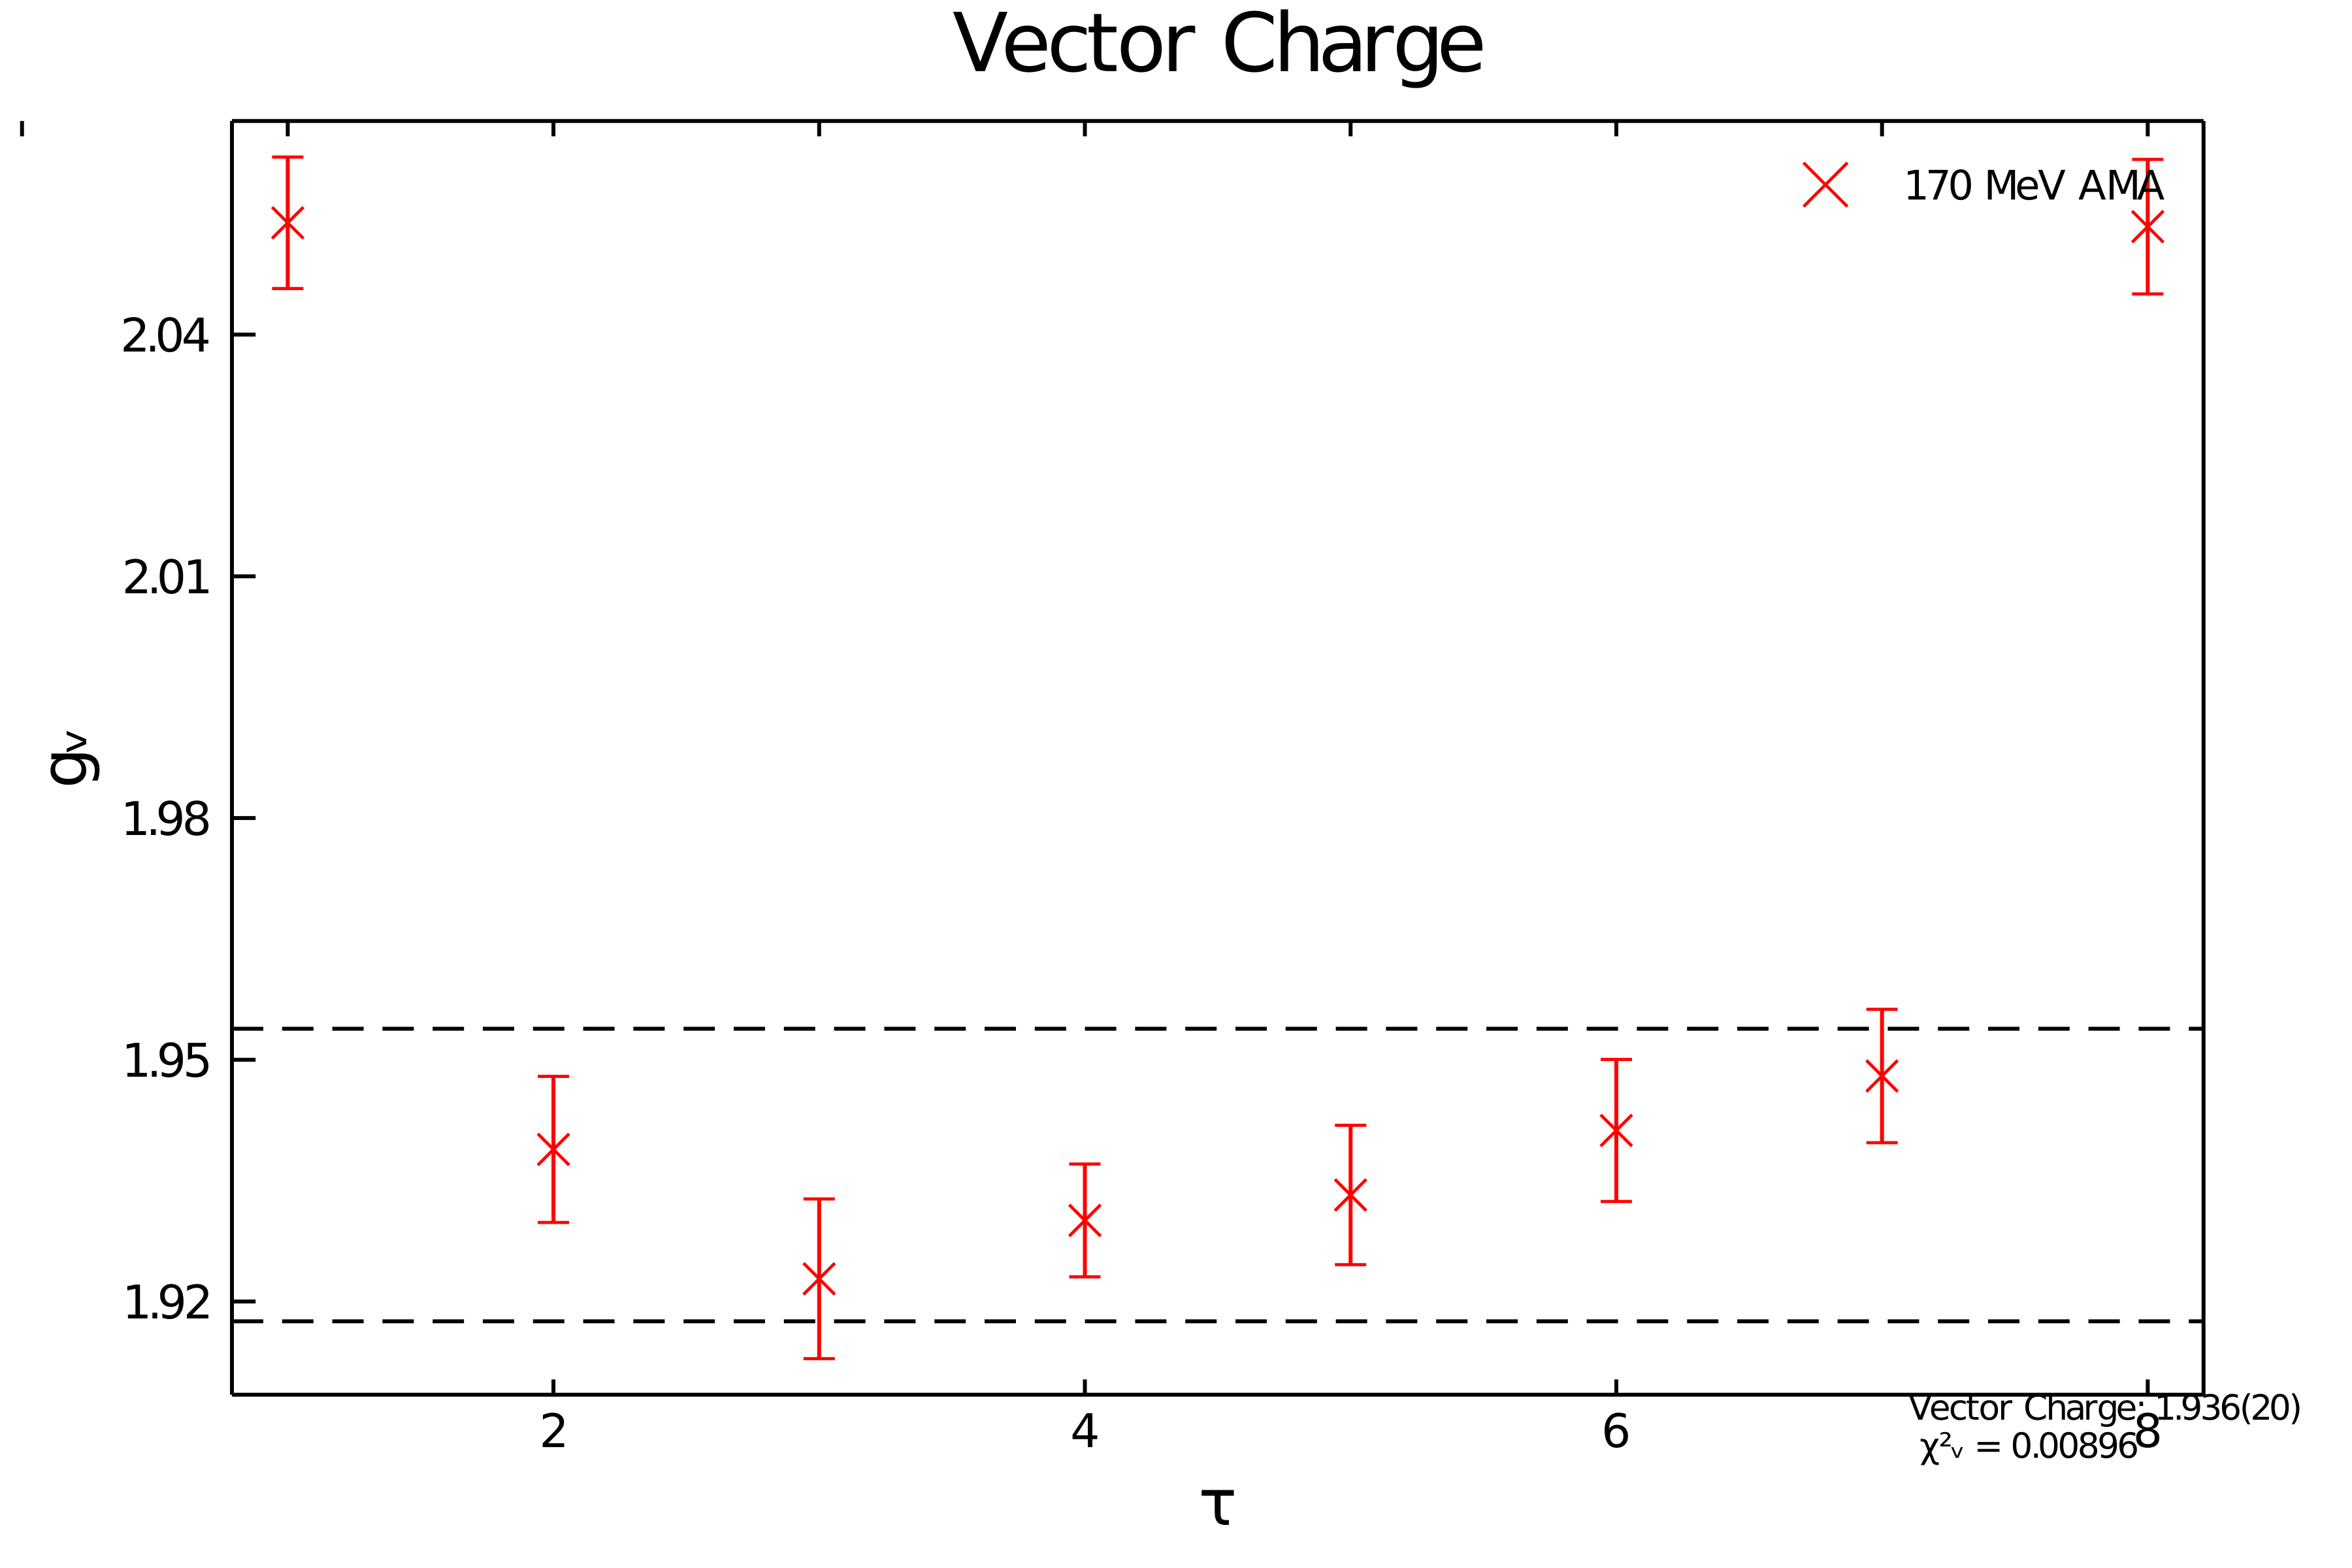 Vector Charge
170 MeV AMA
2.04
2.01
1.98
1.95
1.92
gᵥ
2
4
6
8
τ
Vector Charge: 1.936(20)
χ²ᵥ = 0.00896